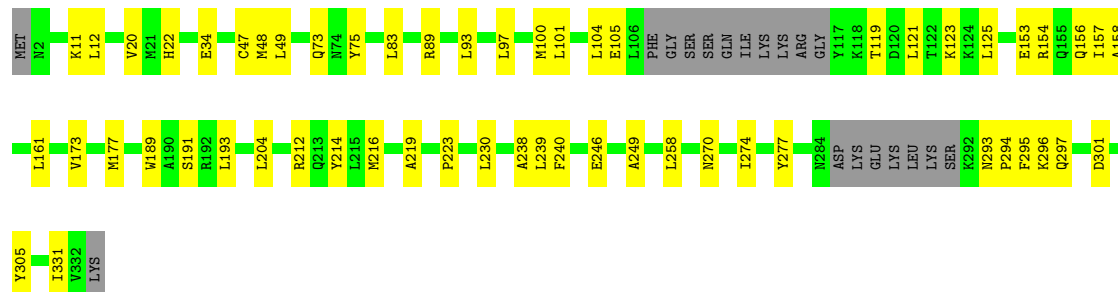 MET N2 K11 L12 V20 M21 H22 E34 C47 M48 L49 Q73 N74 Y75 L83 R89 L93 L97 M100 L101 L104 E105 L106 PHE GLY SER SER GLN ILE LYS LYS ARG GLY Y117 K118 T119 D120 L121 T122 K123 K124 L125 E153 R154 Q155 Q156 I157 A158
L161 V173 M177 W189 A190 S191 R192 L193 L204 R212 Q213 Y214 L215 M216 A219 P223 L230 A238 L239 F240 E246 A249 L258 N270 I274 Y277 N284 ASP LYS GLU LYS LEU LYS SER K292 N293 P294 F295 K296 Q297 D301
Y305 I331 V332 LYS